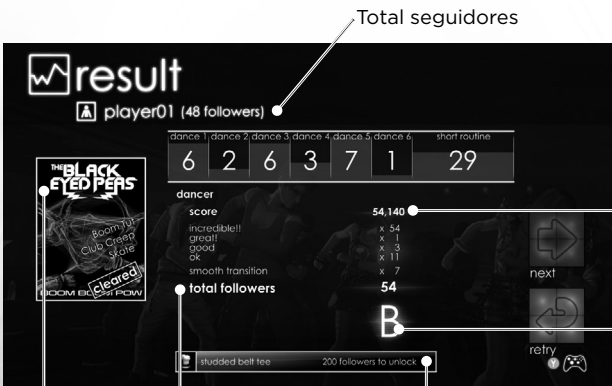 Total seguidores
result
player01 (48 followers)
dance 1 dance 2 dance 3 dance 4 dance 5 dance 6 short routine
6 2 6 3 7 1 29
THE BLACK
EYED PEAS
Boom Tut
Club Creep
Skate
cleared
BOOM BOOM POW
dancer
score 54,140
incredible!! x 54
great! x 1
good x 3
ok x 11
smooth transition x 7
total followers 54
B
studded belt tee 200 followers to unlock
next
retry
Y